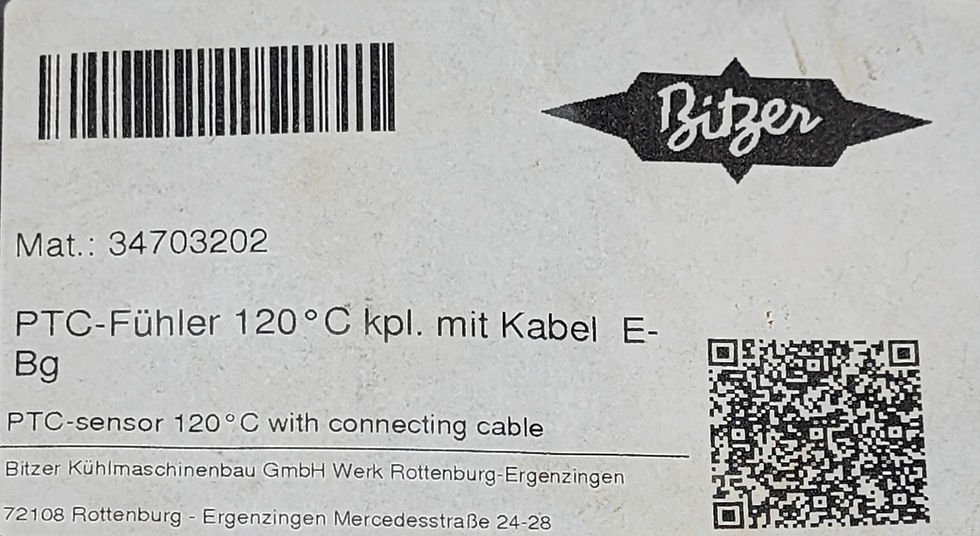 Bitzer
Mat.: 34703202
PTC-Fühler 120°C kpl. mit Kabel E-
Bg
PTC-sensor 120°C with connecting cable
Bitzer Kühlmaschinenbau GmbH Werk Rottenburg-Ergenzingen
72108 Rottenburg - Ergenzingen Mercedesstraße 24-28